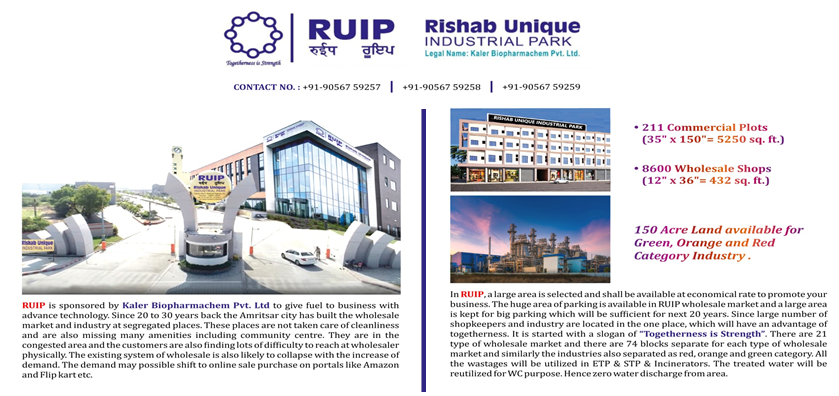 RUIP
रुईप ਰੂਇਪ
Togetherness is Strength
Rishab Unique
INDUSTRIAL PARK
Legal Name: Kaler Biopharmachem Pvt. Ltd.
CONTACT NO. : +91-90567 59257 | +91-90567 59258 | +91-90567 59259
RUIP
RUIP
रुईप ਰੂਇਪ
Rishab Unique
INDUSTRIAL PARK
Rishab Unique
INDUSTRIAL PARK
RUIP is sponsored by Kaler Biopharmachem Pvt. Ltd to give fuel to business with
advance technology. Since 20 to 30 years back the Amritsar city has built the wholesale
market and industry at segregated places. These places are not taken care of cleanliness
and are also missing many amenities including community centre. They are in the
congested area and the customers are also finding lots of difficulty to reach at wholesaler
physically. The existing system of wholesale is also likely to collapse with the increase of
demand. The demand may possible shift to online sale purchase on portals like Amazon
and Flip kart etc.
RISHAB UNIQUE INDUSTRIAL PARK
• 211 Commercial Plots
(35" x 150"= 5250 sq. ft.)
• 8600 Wholesale Shops
(12" x 36"= 432 sq. ft.)
150 Acre Land available for
Green, Orange and Red
Category Industry .
In RUIP, a large area is selected and shall be available at economical rate to promote your
business. The huge area of parking is available in RUIP wholesale market and a large area
is kept for big parking which will be sufficient for next 20 years. Since large number of
shopkeepers and industry are located in the one place, which will have an advantage of
togetherness. It is started with a slogan of "Togetherness is Strength". There are 21
type of wholesale market and there are 74 blocks separate for each type of wholesale
market and similarly the industries also separated as red, orange and green category. All
the wastages will be utilized in ETP & STP & Incinerators. The treated water will be
reutilized for WC purpose. Hence zero water discharge from area.